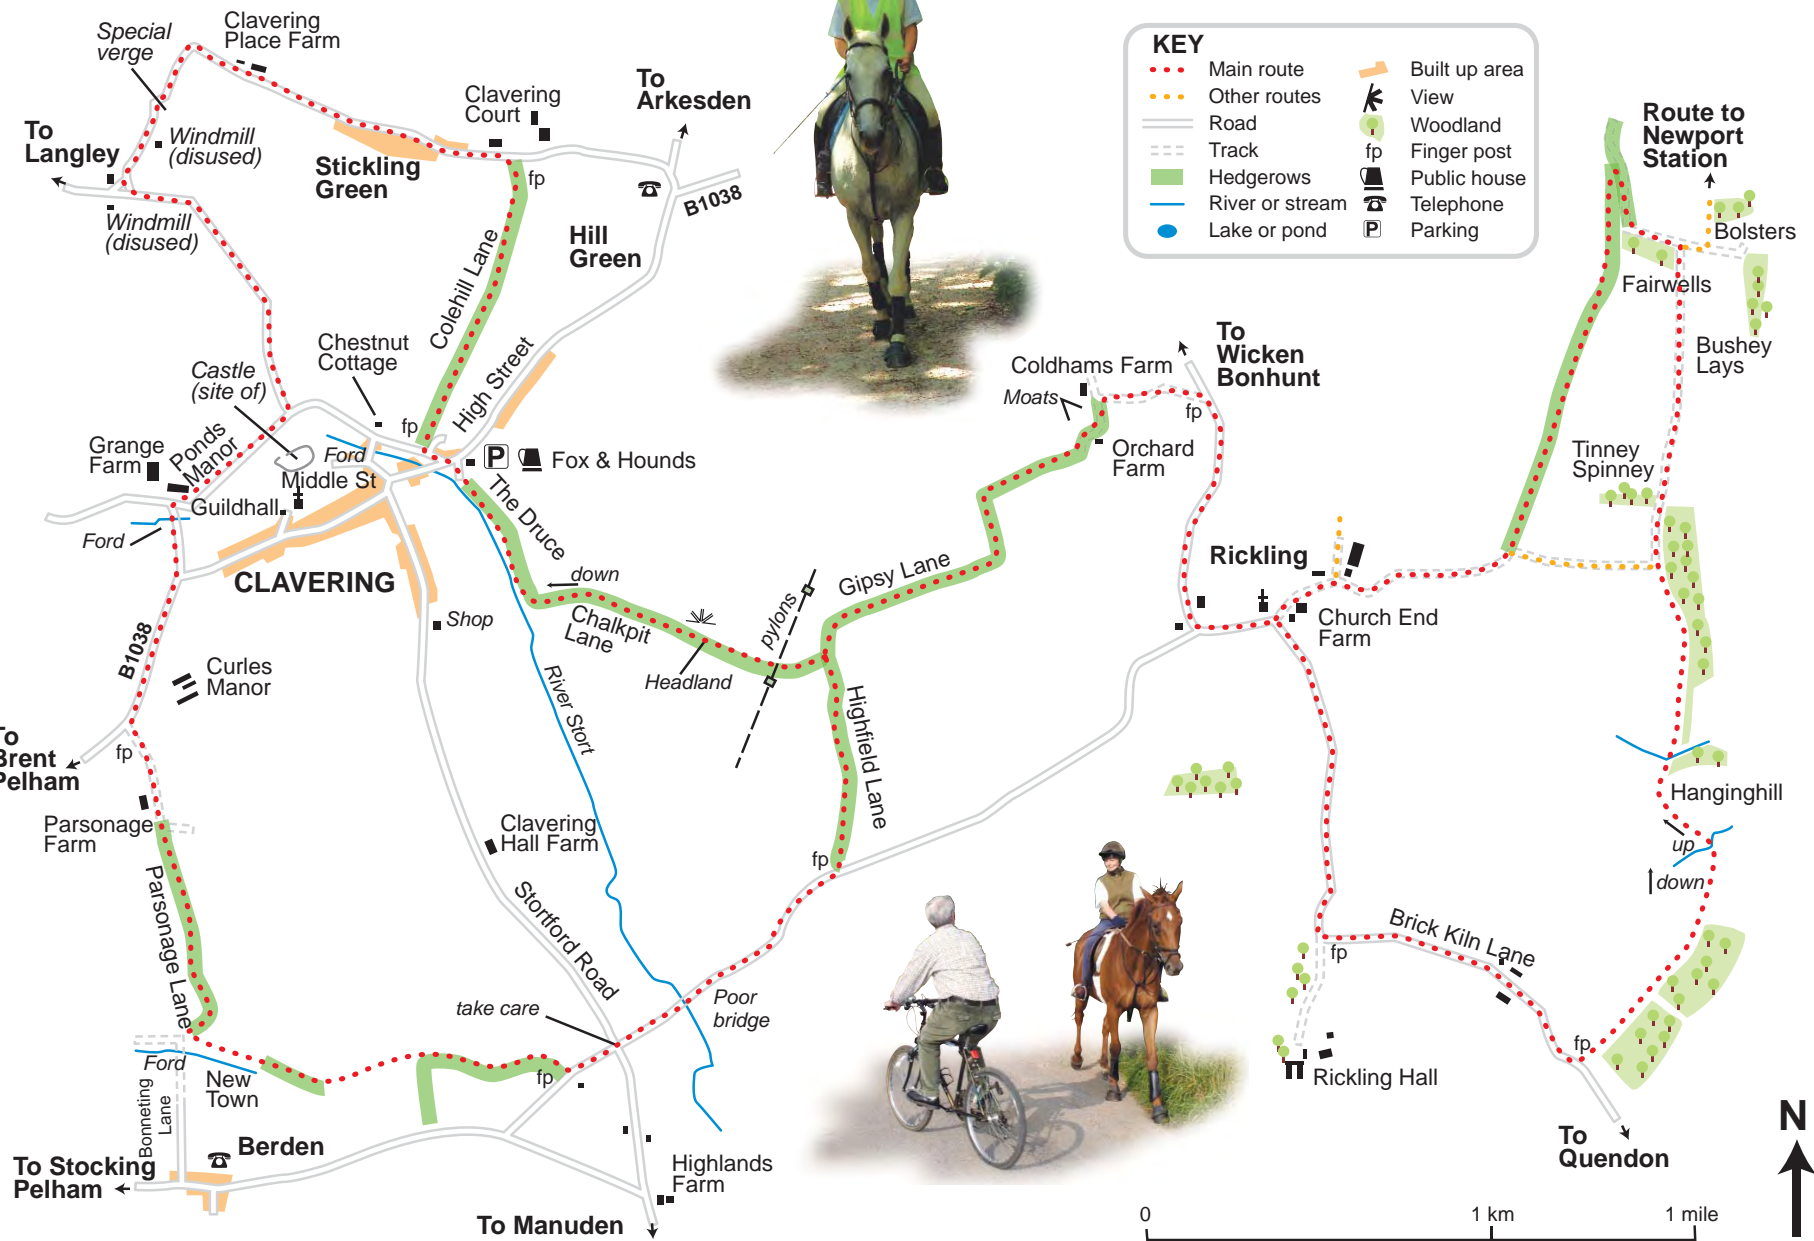 Special
verge
Clavering
Place Farm
To
Langley
Windmill
(disused)
Windmill
(disused)
Stickling
Green
Clavering
Court
To
Arkesden
fp
B1038
Hill
Green
Colehill Lane
High Street
Chestnut
Cottage
Castle
(site of)
fp
Grange
Farm
Ponds
Manor
Ford
Middle St
Guildhall
Ford
P
Fox & Hounds
The Druce
CLAVERING
down
Chalkpit
Lane
Shop
Headland
pylons
Gipsy Lane
B1038
Curles
Manor
River Stort
Highfield Lane
To
Brent
Pelham
fp
Parsonage
Farm
Parsonage Lane
Clavering
Hall Farm
fp
Stortford Road
take care
Poor
bridge
Ford
New
Town
fp
Bonneting
Lane
Berden
To Stocking
Pelham
Highlands
Farm
To Manuden
KEY
Main route
Other routes
Road
Track
Hedgerows
River or stream
Lake or pond
Built up area
View
Woodland
fp Finger post
Public house
Telephone
P Parking
Route to
Newport
Station
Bolsters
Fairwells
Bushey
Lays
To
Wicken
Bonhunt
Coldhams Farm
Moats
fp
Orchard
Farm
Tinney
Spinney
Rickling
Church End
Farm
Hanginghill
up
down
Brick Kiln Lane
fp
fp
Rickling Hall
To
Quendon
N
0
1 km
1 mile